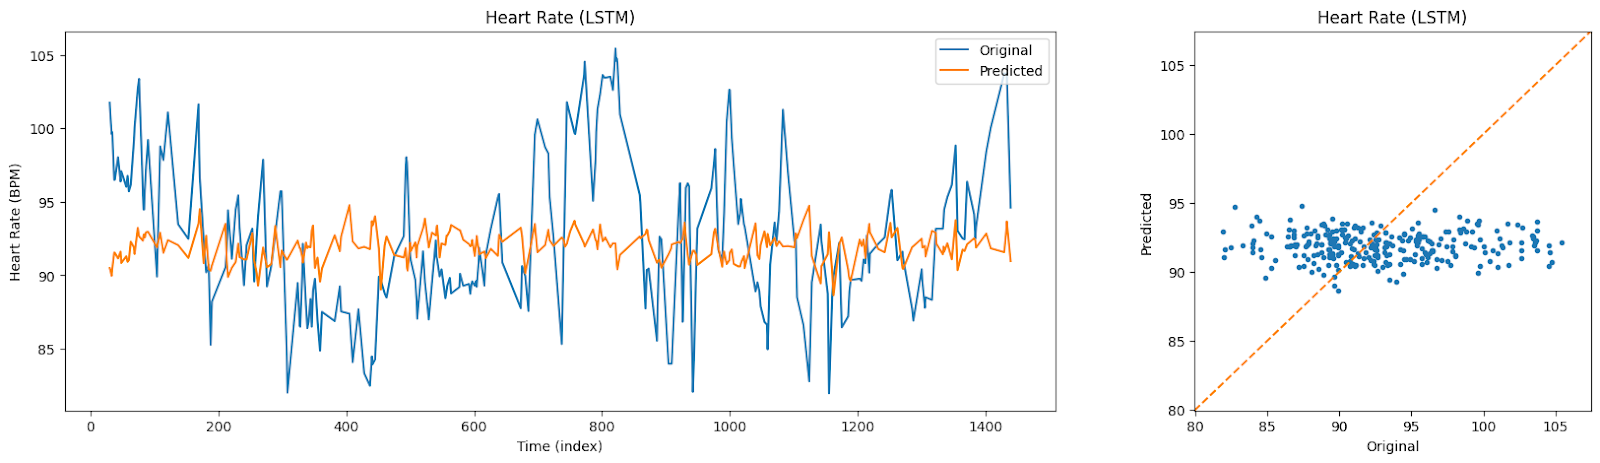 Heart Rate (LSTM)
Heart Rate (BPM)
105
100
95
90
85
0 200 400 600 800 1000 1200 1400
Time (index)
Original
Predicted
Heart Rate (LSTM)
Predicted
105
100
95
90
85
80
80 85 90 95 100 105
Original